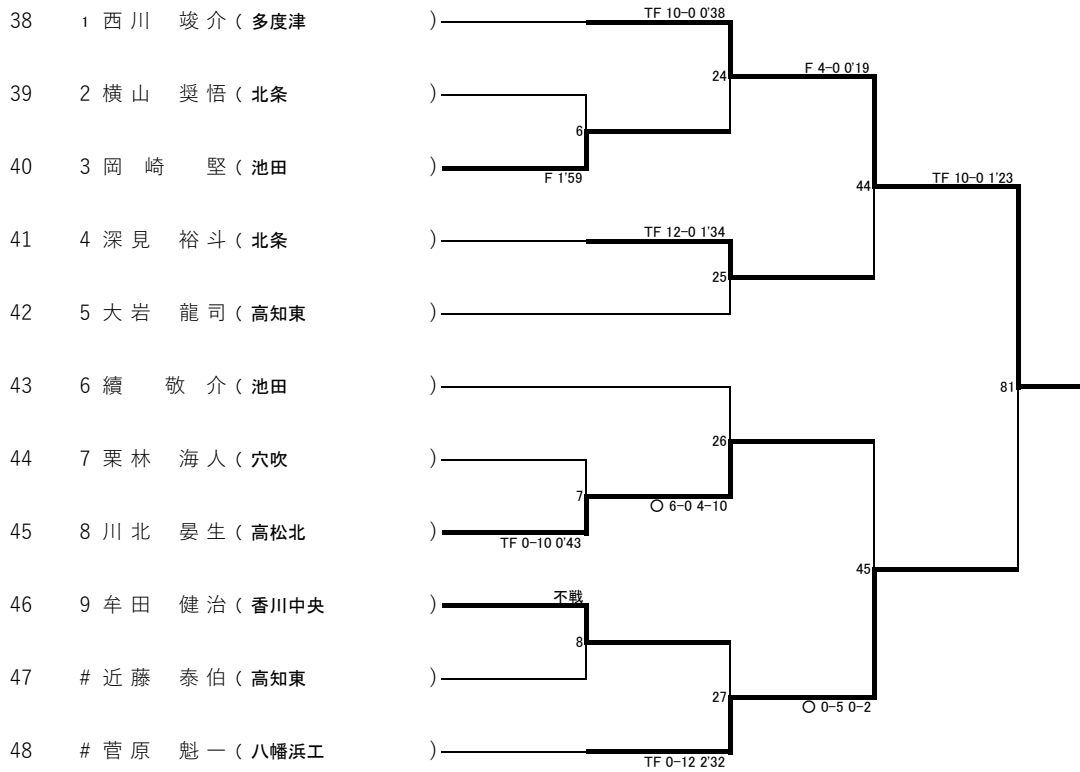 38 1 西川 竣介 ( 多度津 ) TF 10-0 0'38
24 F 4-0 0'19
39 2 横山 奨悟 ( 北条 )
6
40 3 岡崎 堅 ( 池田 )
F 1'59
44 TF 10-0 1'23
41 4 深見 裕斗 ( 北条 ) TF 12-0 1'34
25
42 5 大岩 龍司 ( 高知東 )
43 6 續 敬介 ( 池田 )
81
26
44 7 栗林 海人 ( 穴吹 )
7
○ 6-0 4-10
45 8 川北 晏生 ( 高松北 )
TF 0-10 0'43
45
46 9 牟田 健治 ( 香川中央 ) 不戦
8
47 # 近藤 泰伯 ( 高知東 )
27
○ 0-5 0-2
48 # 菅原 魁一 ( 八幡浜工 )
TF 0-12 2'32